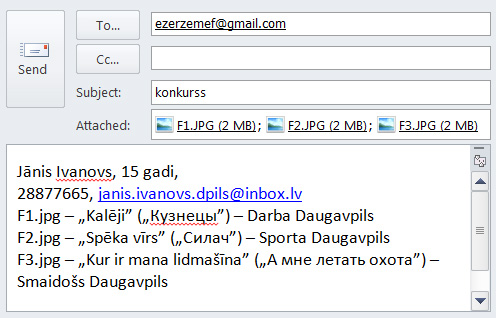 To...
ezerzemef@gmail.com
Cc...
Send
Subject:
konkurss
Attached:
F1.JPG (2 MB); F2.JPG (2 MB); F3.JPG (2 MB)
Jānis Ivanovs, 15 gadi,
28877665, janis.ivanovs.dpils@inbox.lv
F1.jpg – „Kalēji” („Кузнецы”) – Darba Daugavpils
F2.jpg – „Spēka vīrs” („Силач”) – Sporta Daugavpils
F3.jpg – „Kur ir mana lidmašīna” („А мне летать охота”) –
Smaidošs Daugavpils